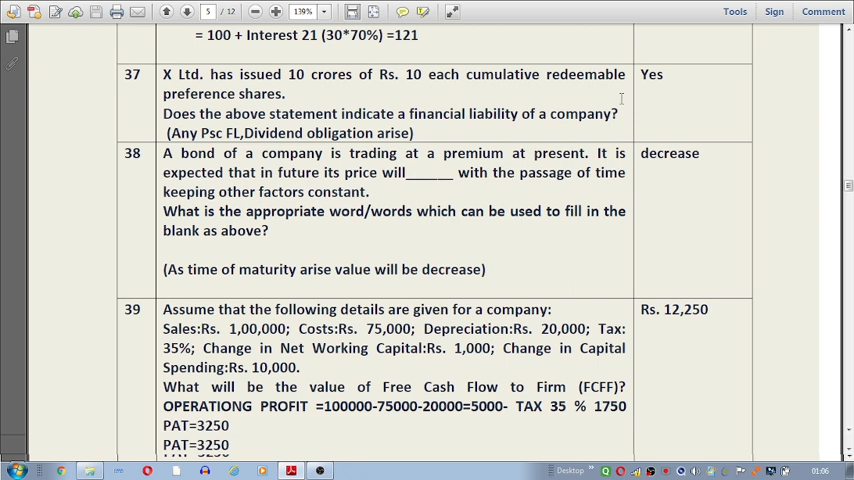 5 / 12
139%
Tools
Sign
Comment
= 100 + Interest 21 (30*70%) =121
37
X Ltd. has issued 10 crores of Rs. 10 each cumulative redeemable
Yes
preference shares.
Does the above statement indicate a financial liability of a company?
(Any Psc FL,Dividend obligation arise)
38
A bond of a company is trading at a premium at present. It is
decrease
expected that in future its price will______ with the passage of time
keeping other factors constant.
What is the appropriate word/words which can be used to fill in the
blank as above?
(As time of maturity arise value will be decrease)
39
Assume that the following details are given for a company:
Rs. 12,250
Sales:Rs. 1,00,000; Costs:Rs. 75,000; Depreciation:Rs. 20,000; Tax:
35%; Change in Net Working Capital:Rs. 1,000; Change in Capital
Spending:Rs. 10,000.
What will be the value of Free Cash Flow to Firm (FCFF)?
OPERATIONG PROFIT =100000-75000-20000=5000- TAX 35 % 1750
PAT=3250
PAT=3250
Desktop
01:06